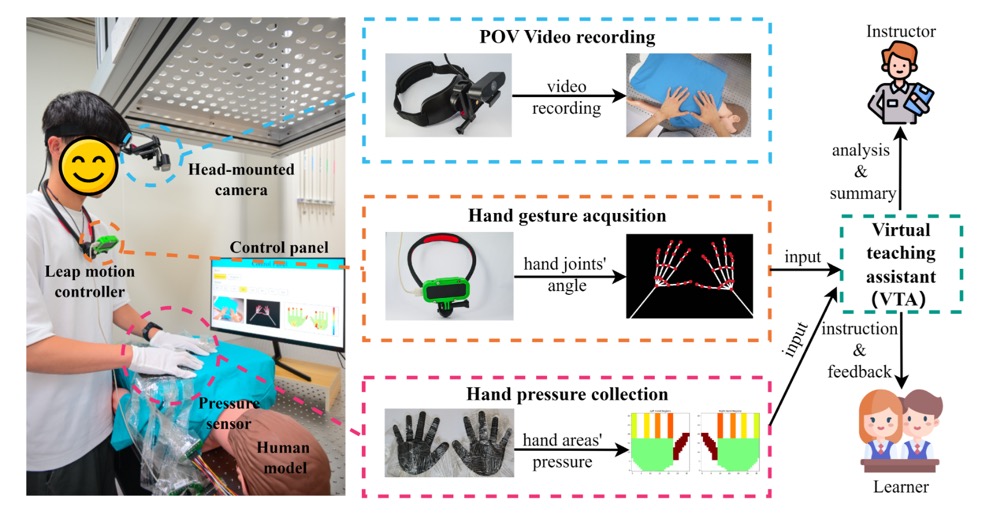 Head-mounted
camera
Control panel
Leap motion
controller
Pressure
sensor
Human
model
POV Video recording
video
recording
Hand gesture acqusition
hand joints'
angle
Hand pressure collection
hand areas'
pressure
input
input
Instructor
analysis
&
summary
Virtual
teaching
assistant
(VTA)
instruction
&
feedback
Learner